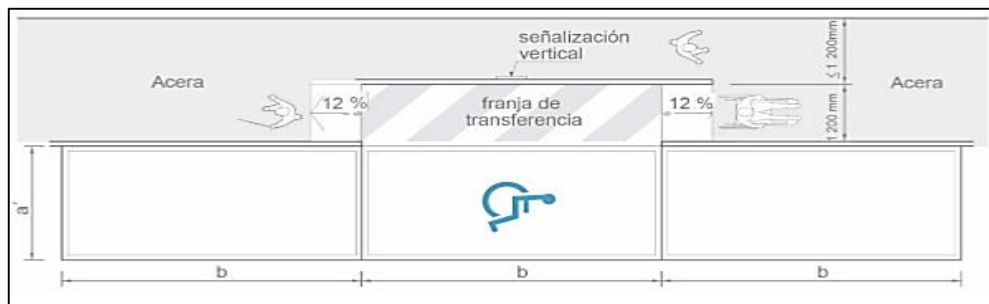 señalización
vertical
≤1 200mm
Acera
12 %
franja de
transferencia
12 %
1 200 mm
Acera
a'
b
b
b